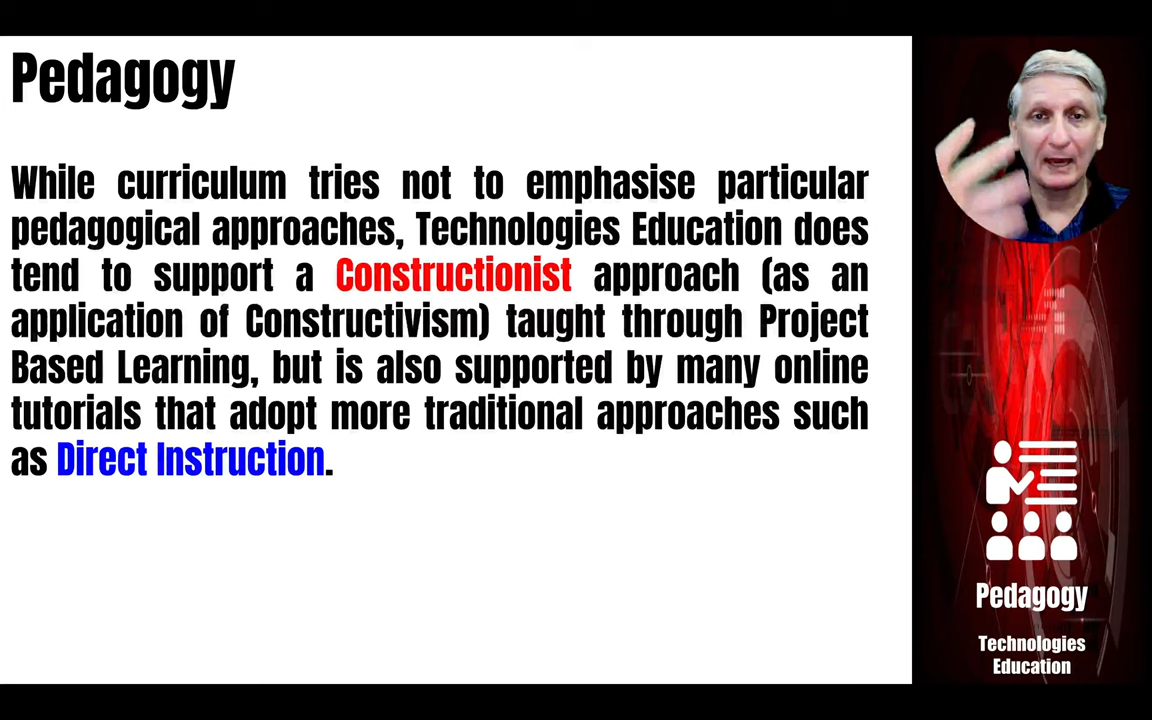 Pedagogy
While curriculum tries not to emphasise particular
pedagogical approaches, Technologies Education does
tend to support a Constructionist approach (as an
application of Constructivism) taught through Project
Based Learning, but is also supported by many online
tutorials that adopt more traditional approaches such
as Direct Instruction.
Pedagogy
Technologies
Education